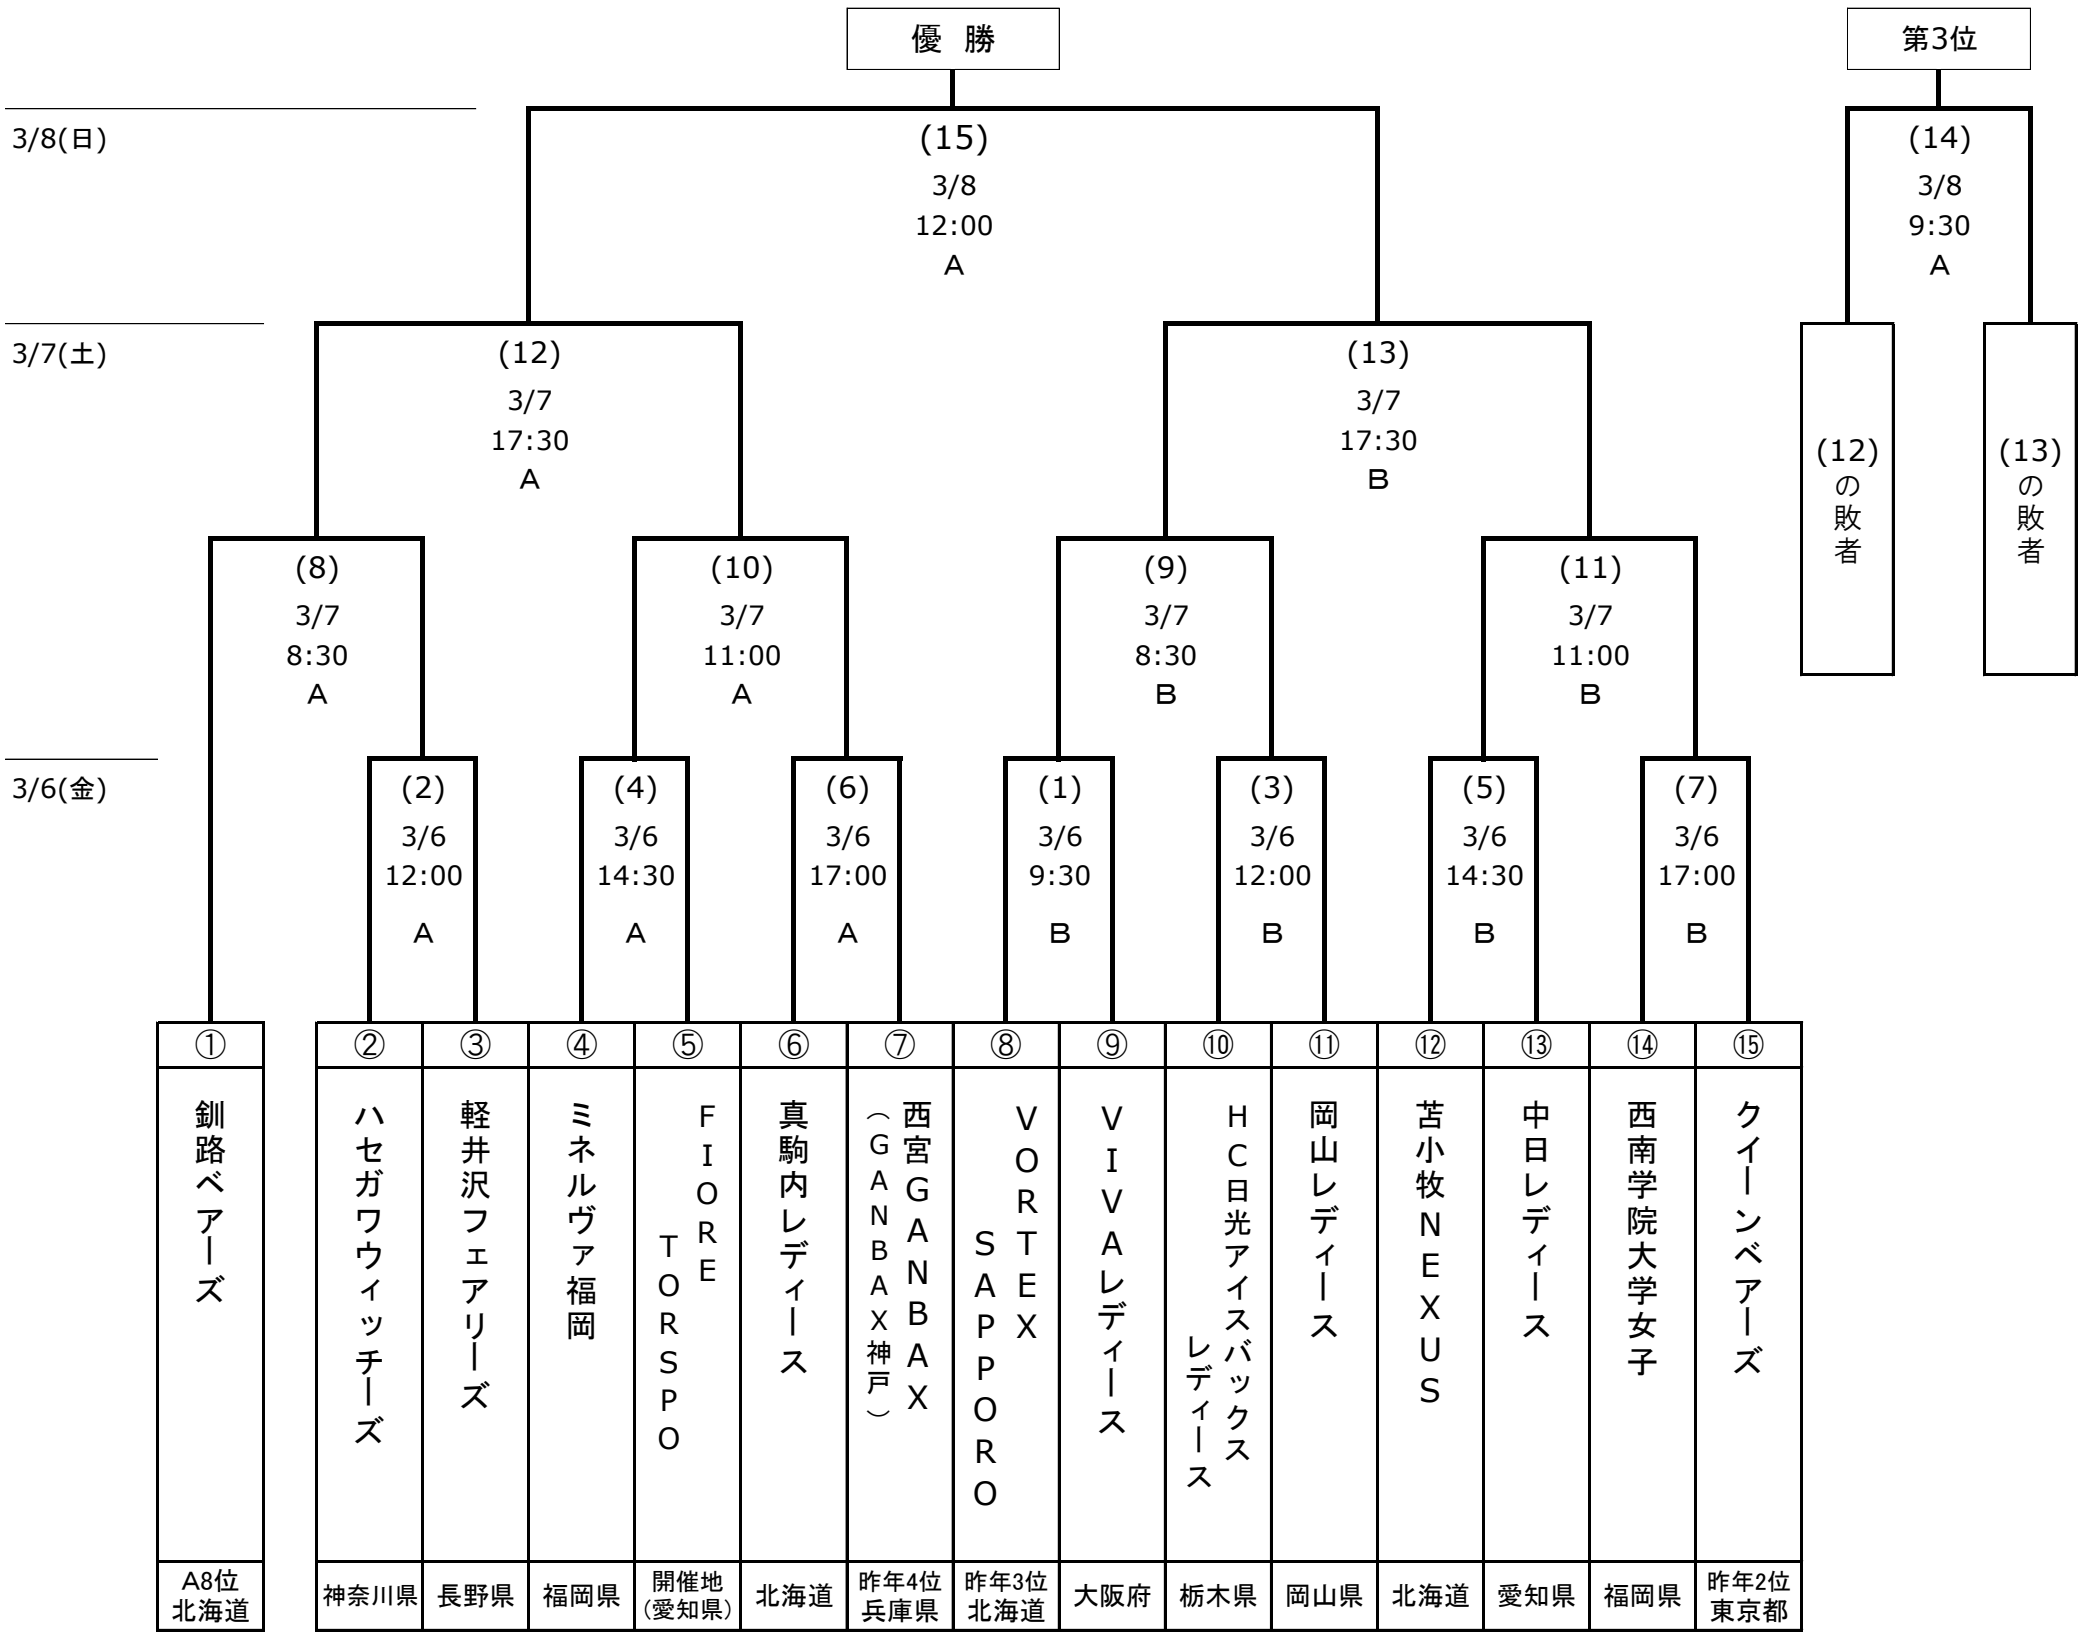 優 勝
第3位
3/8(日)
(15)
3/8
12:00
A
(14)
3/8
9:30
A
3/7(土)
(12)
3/7
17:30
A
(13)
3/7
17:30
B
(12)の敗者
(13)の敗者
(8)
3/7
8:30
A
(10)
3/7
11:00
A
(9)
3/7
8:30
B
(11)
3/7
11:00
B
3/6(金)
(2)
3/6
12:00
A
(4)
3/6
14:30
A
(6)
3/6
17:00
A
(1)
3/6
9:30
B
(3)
3/6
12:00
B
(5)
3/6
14:30
B
(7)
3/6
17:00
B
①
釧路ベアーズ
A8位
北海道
②
ハセガワウィッチーズ
神奈川県
③
軽井沢フェアリーズ
長野県
④
ミネルヴァ福岡
福岡県
⑤
FIORE
TORSPO
開催地
(愛知県)
⑥
真駒内レディース
北海道
⑦
西宮GANBAX
（GANBAX神戸）
昨年4位
兵庫県
⑧
VORTEX
SAPPORO
昨年3位
北海道
⑨
VIVAレディース
大阪府
⑩
HC日光アイスバックス
レディース
栃木県
⑪
岡山レディース
岡山県
⑫
苫小牧NEXUS
北海道
⑬
中日レディース
愛知県
⑭
西南学院大学女子
福岡県
⑮
クイーンベアーズ
昨年2位
東京都